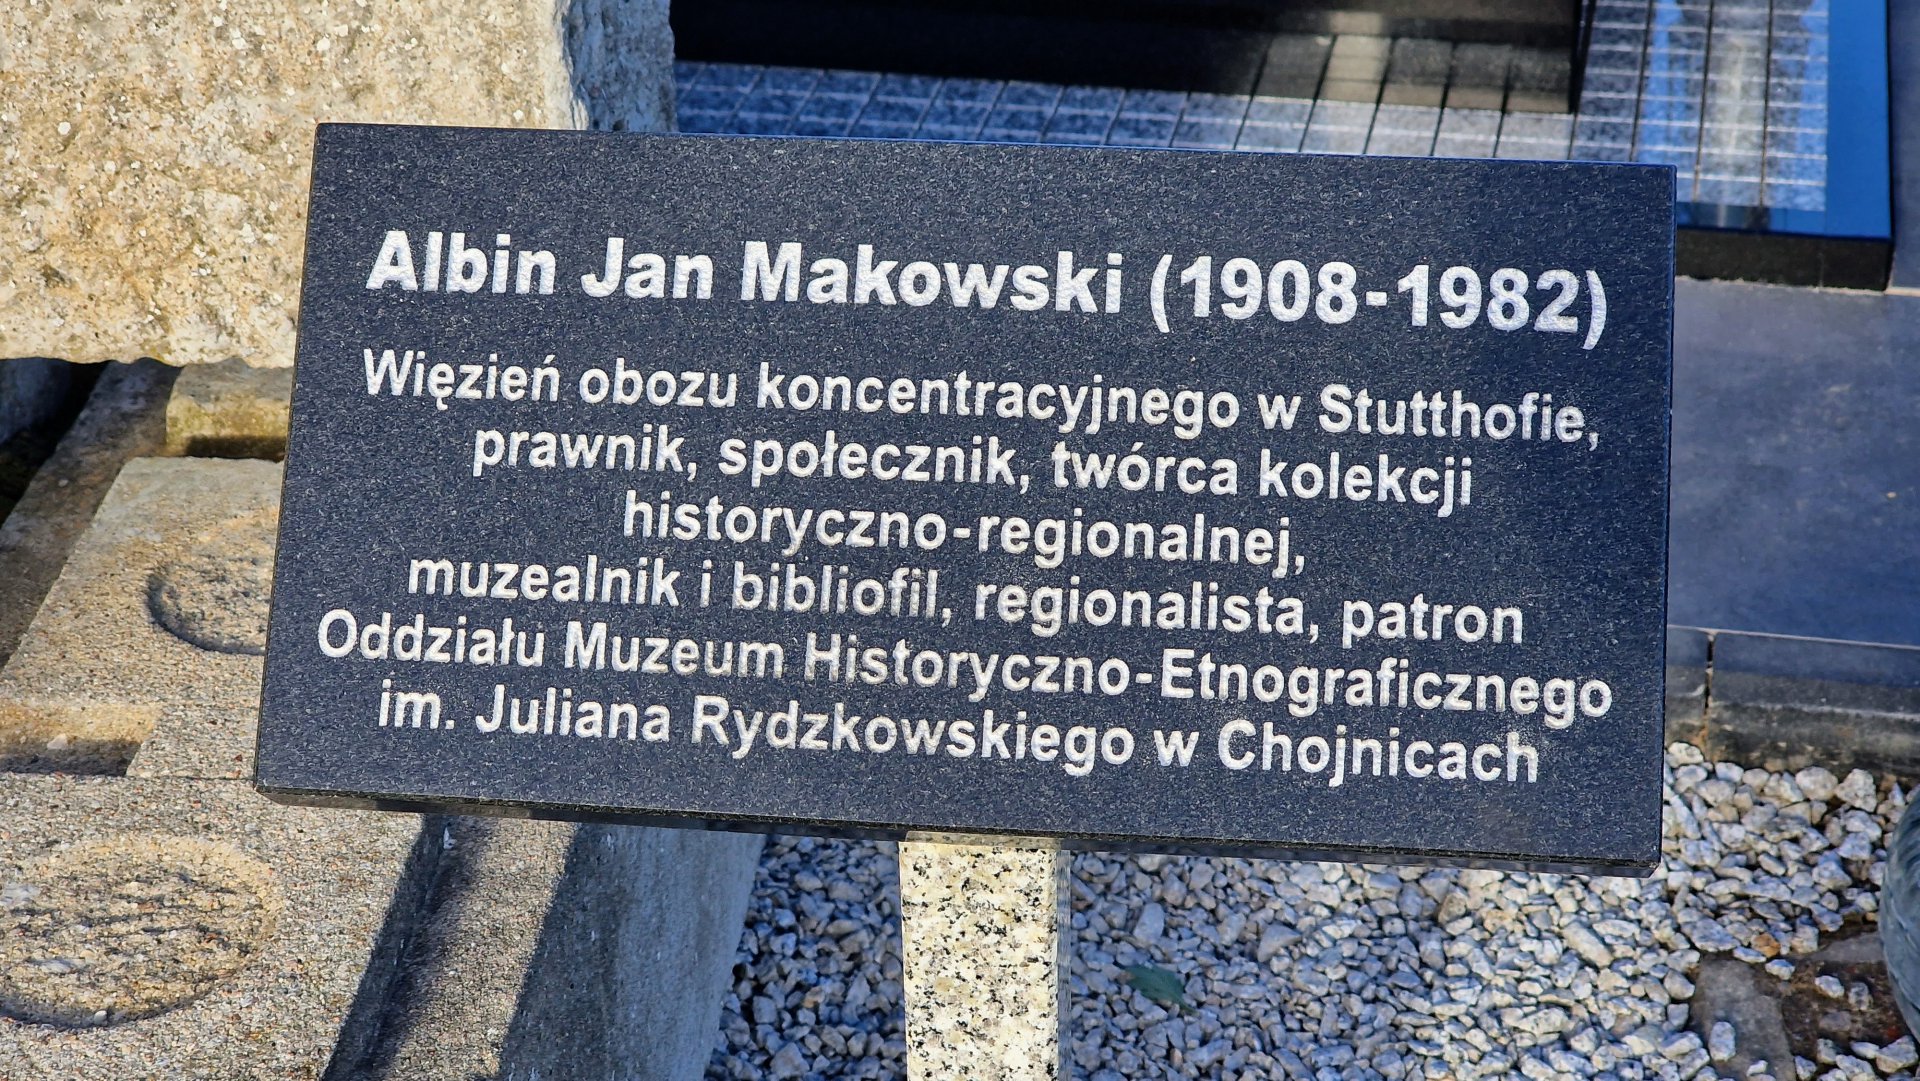 Albin Jan Makowski (1908-1982)
Więzień obozu koncentracyjnego w Stutthofie,
prawnik, społecznik, twórca kolekcji
historyczno-regionalnej,
muzealnik i bibliofil, regionalista, patron
Oddziału Muzeum Historyczno-Etnograficznego
im. Juliana Rydzkowskiego w Chojnicach